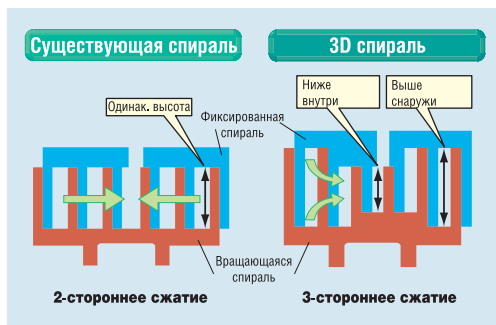 Существующая спираль
3D спираль
Одинак. высота
Фиксированная
спираль
Ниже
внутри
Выше
снаружи
Вращающаяся
спираль
2-стороннее сжатие
3-стороннее сжатие